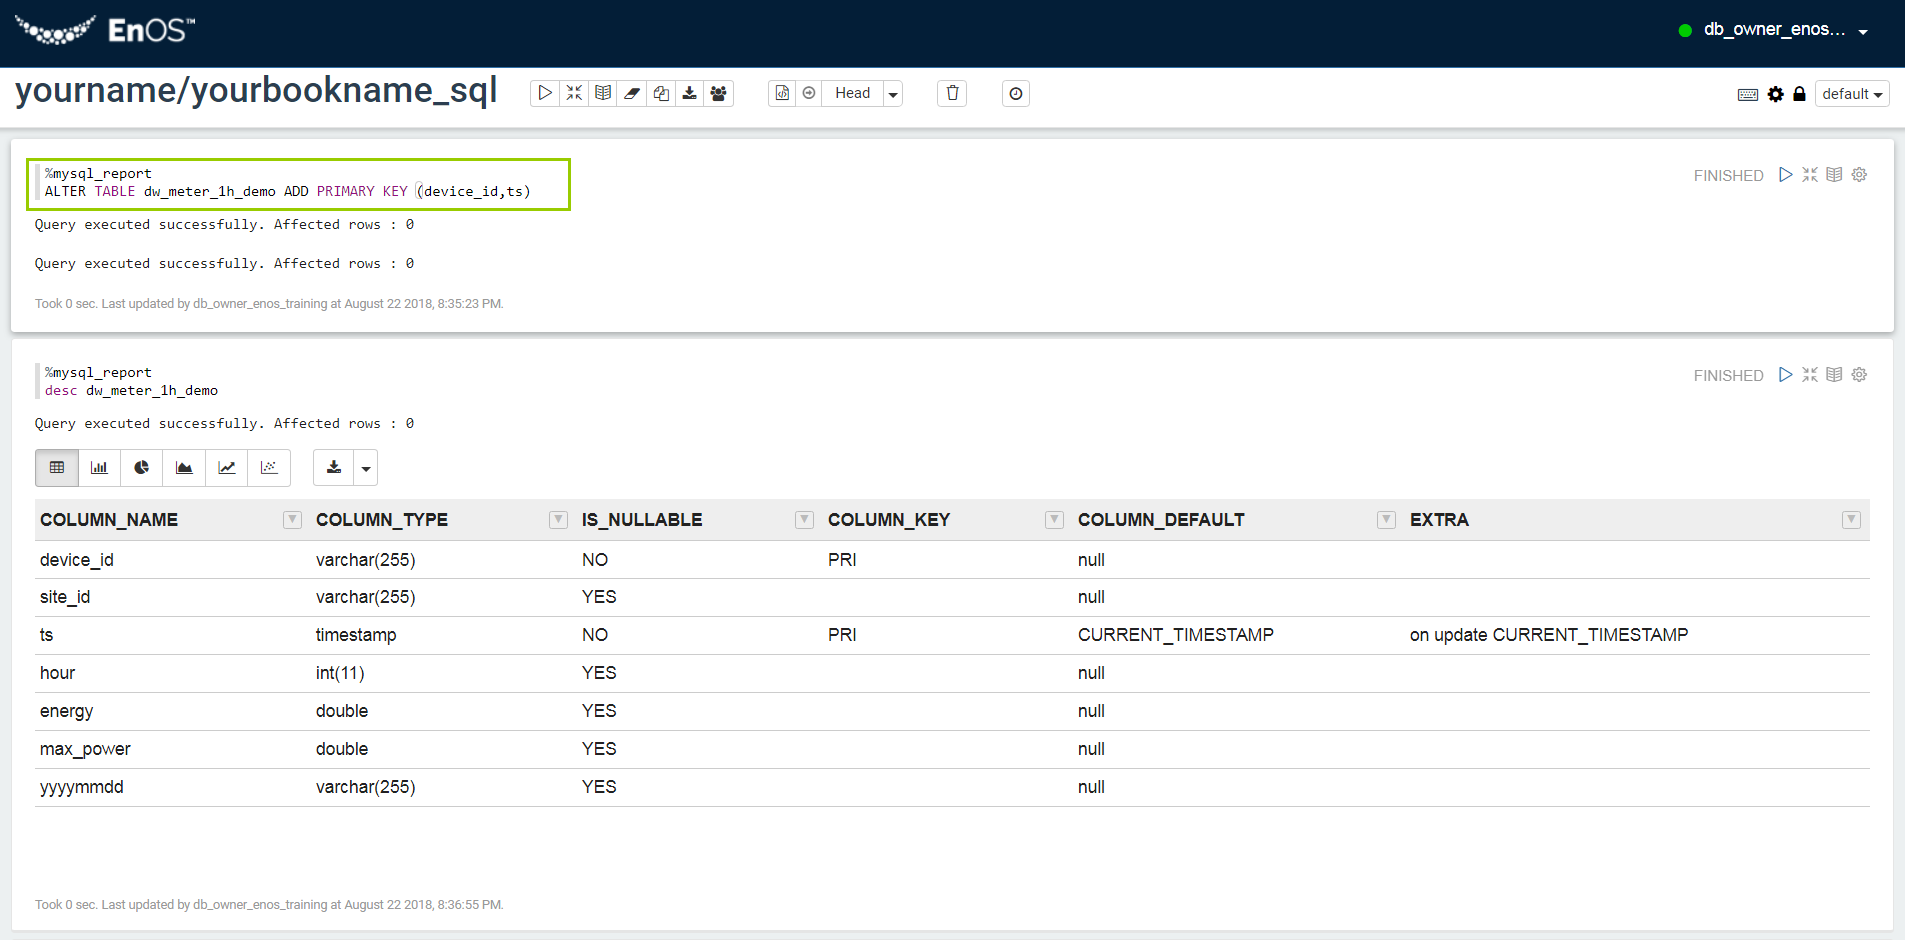 EnOS™
db_owner_enos...
yourname/yourbookname_sql
Head
default
%mysql_report
ALTER TABLE dw_meter_1h_demo ADD PRIMARY KEY (device_id,ts)
FINISHED
Query executed successfully. Affected rows : 0
Query executed successfully. Affected rows : 0
Took 0 sec. Last updated by db_owner_enos_training at August 22 2018, 8:35:23 PM.
%mysql_report
desc dw_meter_1h_demo
FINISHED
Query executed successfully. Affected rows : 0
COLUMN_NAME COLUMN_TYPE IS_NULLABLE COLUMN_KEY COLUMN_DEFAULT EXTRA
device_id varchar(255) NO PRI null
site_id varchar(255) YES null
ts timestamp NO PRI CURRENT_TIMESTAMP on update CURRENT_TIMESTAMP
hour int(11) YES null
energy double YES null
max_power double YES null
yyyymmdd varchar(255) YES null
Took 0 sec. Last updated by db_owner_enos_training at August 22 2018, 8:36:55 PM.